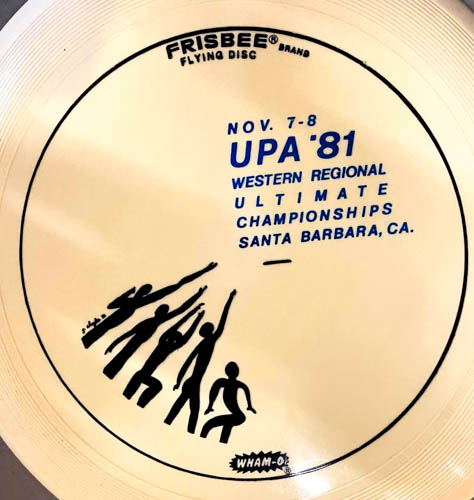 FRISBEE® BRAND
FLYING DISC
NOV. 7-8
UPA '81
WESTERN REGIONAL
ULTIMATE
CHAMPIONSHIPS
SANTA BARBARA, CA.
WHAM-O®